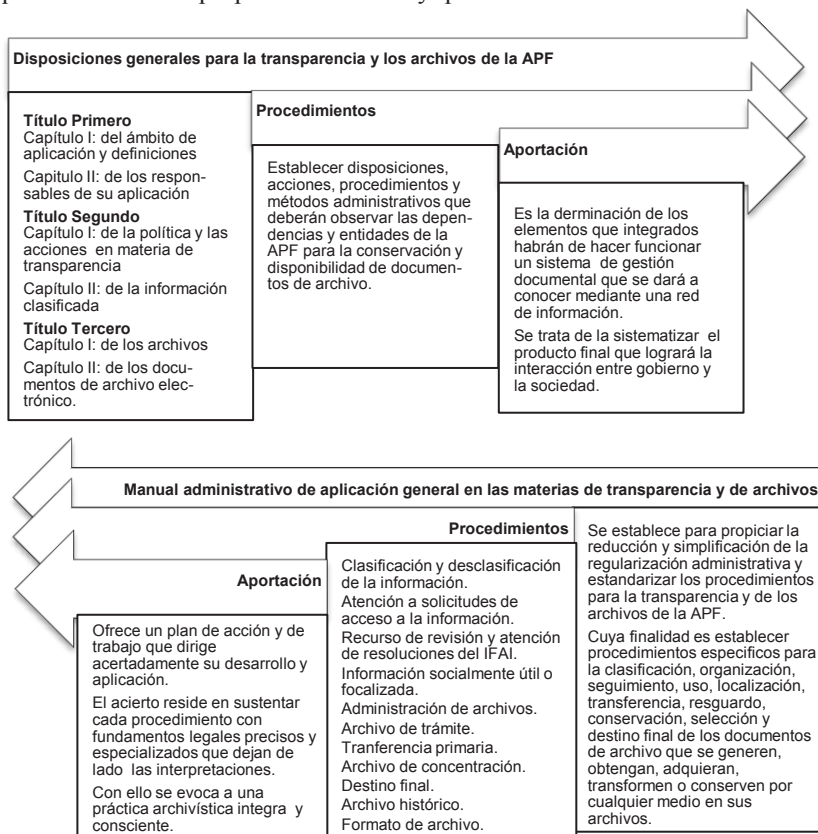 Disposiciones generales para la transparencia y los archivos de la APF
Título Primero
Capítulo I: del ámbito de
aplicación y definiciones
Capitulo II: de los respon-
sables de su aplicación
Título Segundo
Capítulo I: de la política y las
acciones en materia de
transparencia
Capítulo II: de la información
clasificada
Título Tercero
Capítulo I: de los archivos
Capítulo II: de los docu-
mentos de archivo elec-
trónico.
Procedimientos
Establecer disposiciones,
acciones, procedimientos y
métodos administrativos que
deberán observar las depen-
dencias y entidades de la
APF para la conservación y
disponibilidad de documen-
tos de archivo.
Aportación
Es la derminación de los
elementos que integrados
habrán de hacer funcionar
un sistema de gestión
documental que se dará a
conocer mediante una red
de información.
Se trata de la sistematizar el
producto final que logrará la
interacción entre gobierno y
la sociedad.
Manual administrativo de aplicación general en las materias de transparencia y de archivos
Se establece para propiciar la
reducción y simplificación de la
regularización administrativa y
estandarizar los procedimientos
para la transparencia y de los
archivos de la APF.
Cuya finalidad es establecer
procedimientos especificos para
la clasificación, organización,
seguimiento, uso, localización,
transferencia, resguardo,
conservación, selección y
destino final de los documentos
de archivo que se generen,
obtengan, adquieran,
transformen o conserven por
cualquier medio en sus
archivos.
Procedimientos
Clasificación y desclasificación
de la información.
Atención a solicitudes de
acceso a la información.
Recurso de revisión y atención
de resoluciones del IFAI.
Información socialmente útil o
focalizada.
Administración de archivos.
Archivo de trámite.
Tranferencia primaria.
Archivo de concentración.
Destino final.
Archivo histórico.
Formato de archivo.
Aportación
Ofrece un plan de acción y de
trabajo que dirige
acertadamente su desarrollo y
aplicación.
El acierto reside en sustentar
cada procedimiento con
fundamentos legales precisos y
especializados que dejan de
lado las interpretaciones.
Con ello se evoca a una
práctica archivística integra y
consciente.